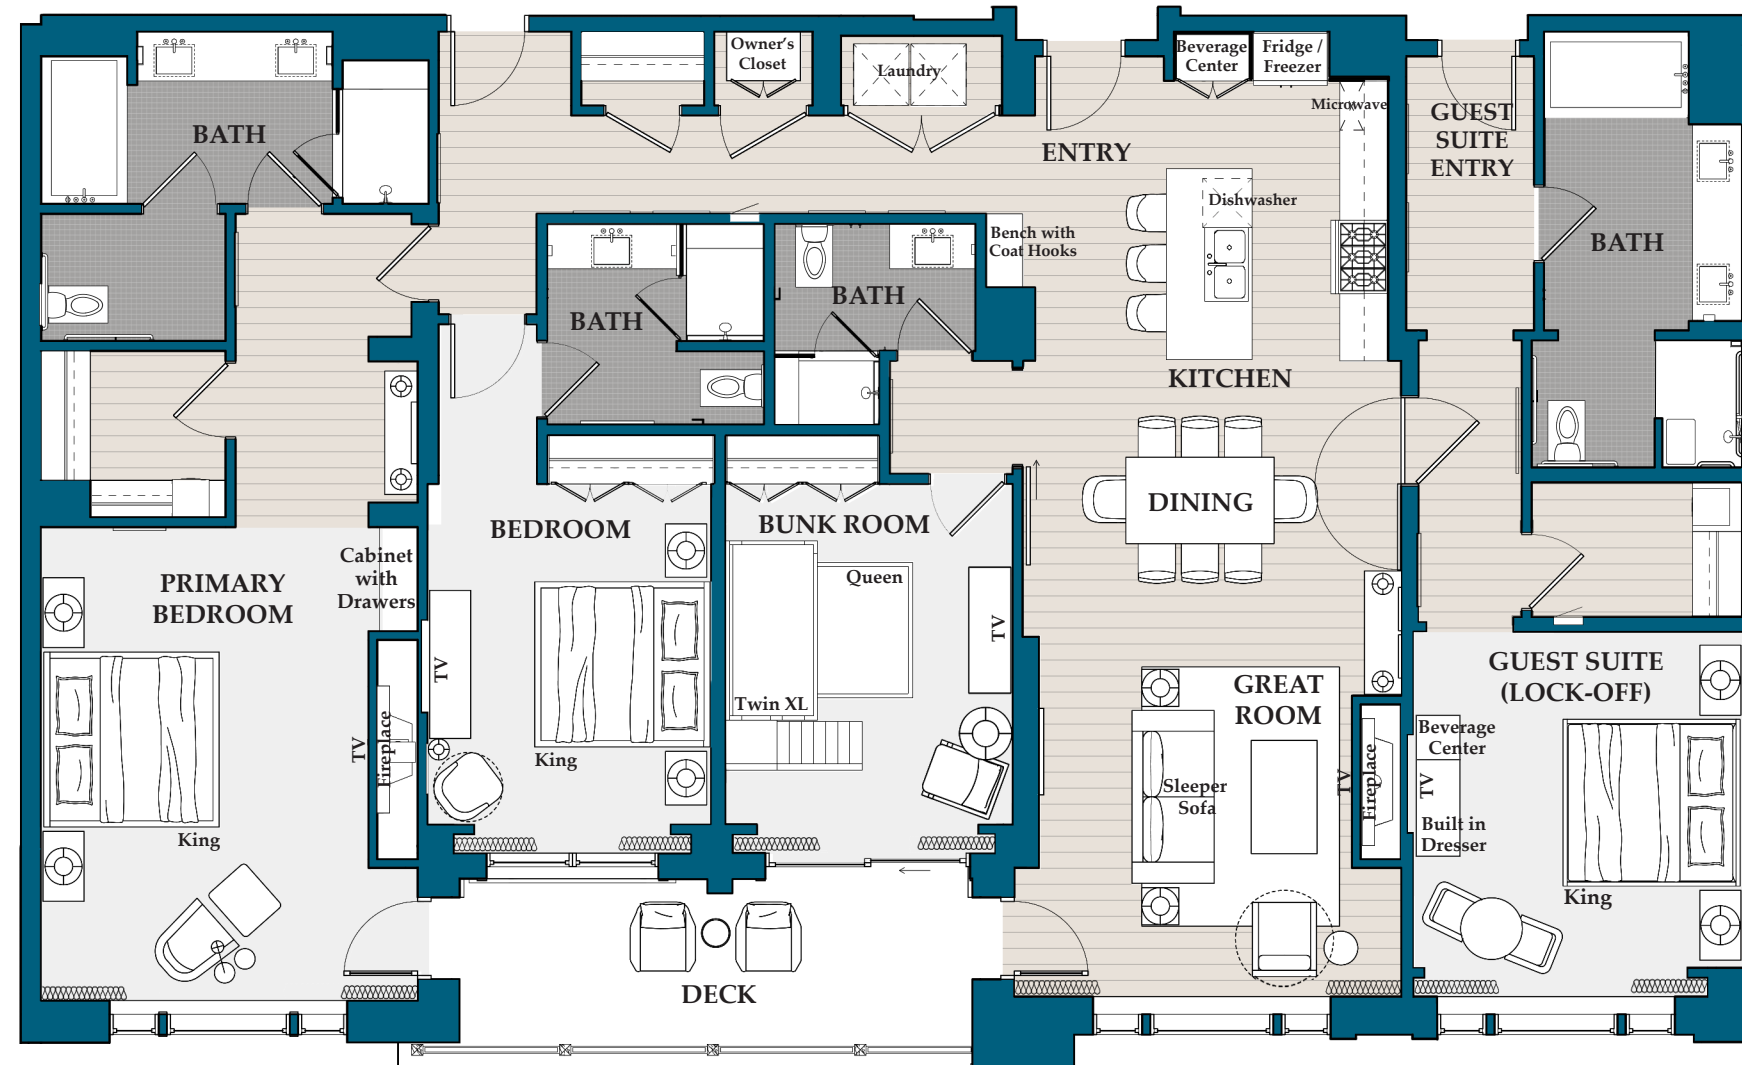 Owner's
Closet
Laundry
Beverage
Center
Fridge /
Freezer
Microwave
BATH
ENTRY
GUEST
SUITE
ENTRY
Dishwasher
Bench with
Coat Hooks
BATH
BATH
BATH
KITCHEN
DINING
BEDROOM
BUNK ROOM
Cabinet
with
Drawers
PRIMARY
BEDROOM
Queen
TV
TV
Twin XL
King
GREAT
ROOM
GUEST SUITE
(LOCK-OFF)
TV
Fireplace
Sleeper
Sofa
TV
Fireplace
Beverage
Center
TV
Built in
Dresser
King
King
DECK